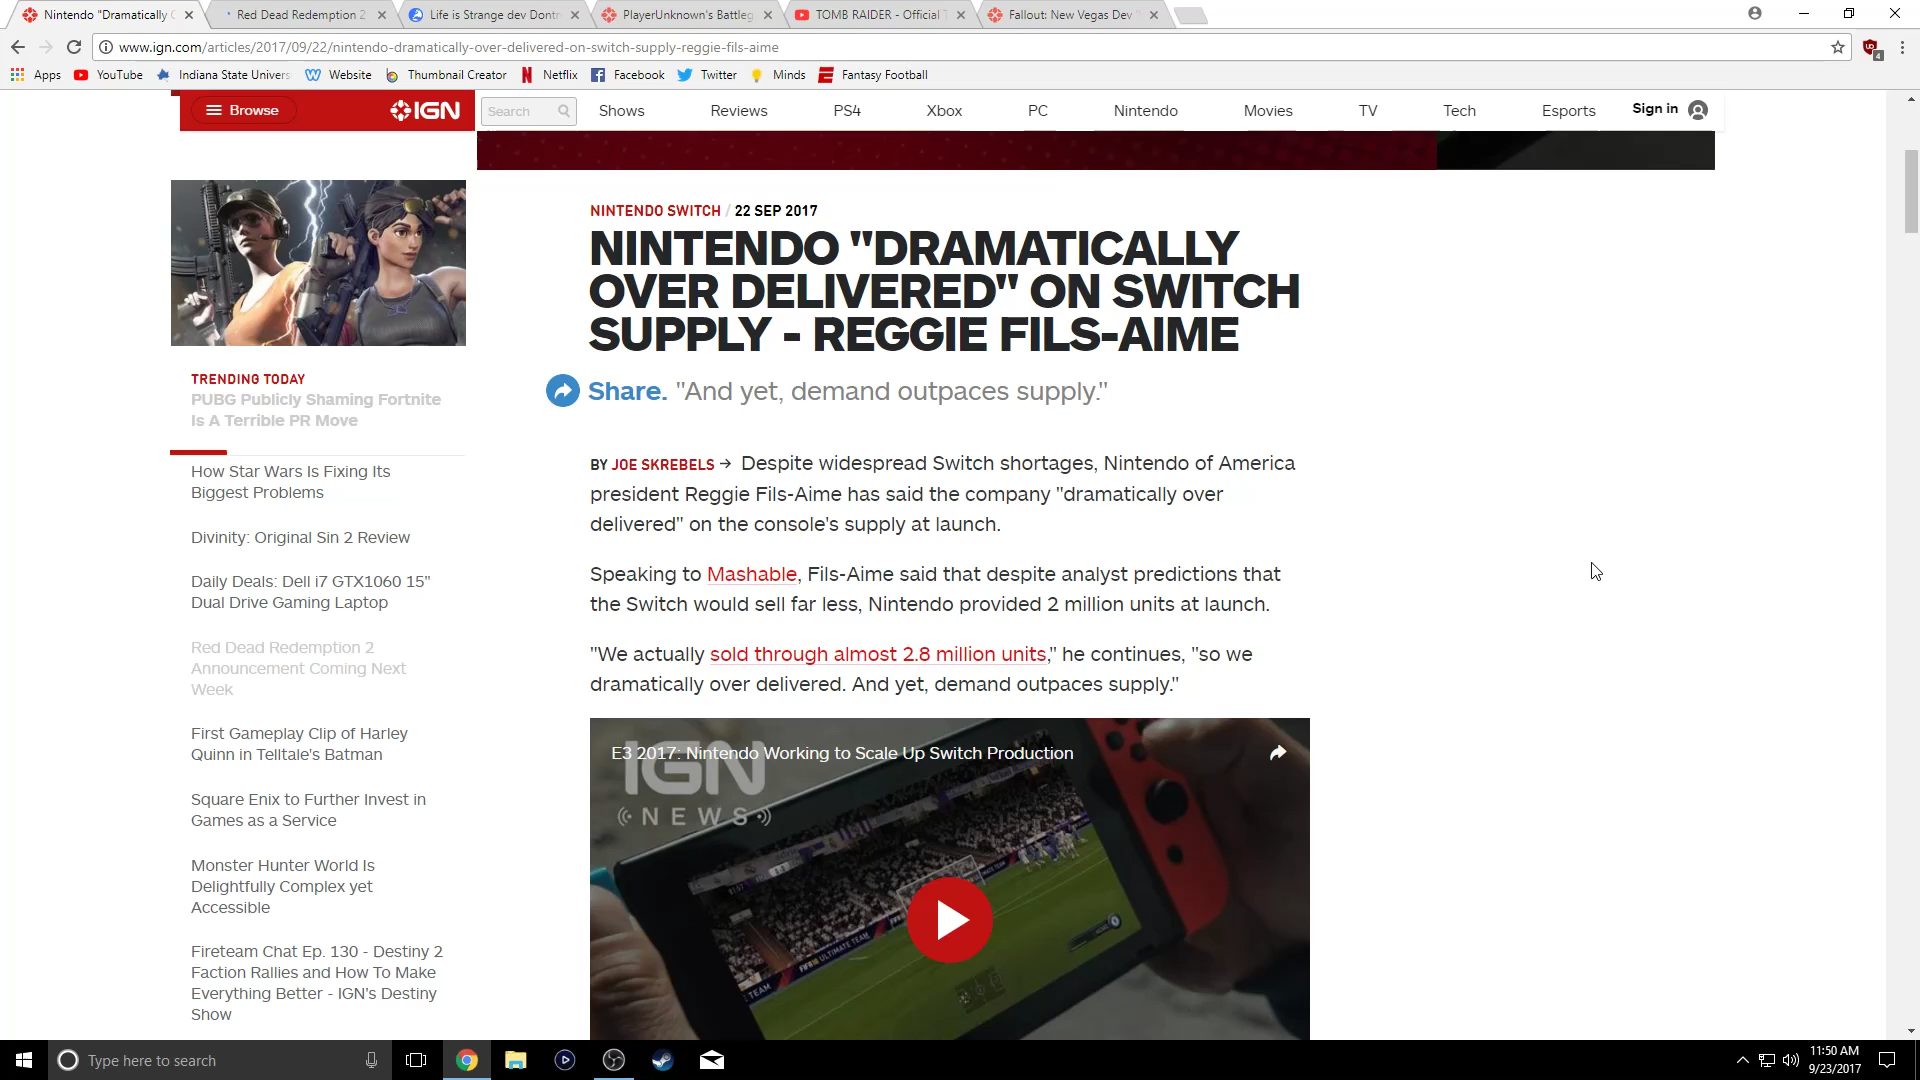 Nintendo "Dramatically O
Red Dead Redemption 2
Life is Strange dev Dontn
PlayerUnknown's Battleg
TOMB RAIDER - Official T
Fallout: New Vegas Dev
www.ign.com/articles/2017/09/22/nintendo-dramatically-over-delivered-on-switch-supply-reggie-fils-aime
4
Apps YouTube Indiana State Univers Website Thumbnail Creator Netflix Facebook Twitter Minds Fantasy Football
Browse IGN Search Shows Reviews PS4 Xbox PC Nintendo Movies TV Tech Esports Sign in
TRENDING TODAY
PUBG Publicly Shaming Fortnite
Is A Terrible PR Move
How Star Wars Is Fixing Its
Biggest Problems
Divinity: Original Sin 2 Review
Daily Deals: Dell i7 GTX1060 15"
Dual Drive Gaming Laptop
Red Dead Redemption 2
Announcement Coming Next
Week
First Gameplay Clip of Harley
Quinn in Telltale's Batman
Square Enix to Further Invest in
Games as a Service
Monster Hunter World Is
Delightfully Complex yet
Accessible
Fireteam Chat Ep. 130 - Destiny 2
Faction Rallies and How To Make
Everything Better - IGN's Destiny
Show
NINTENDO SWITCH / 22 SEP 2017
NINTENDO "DRAMATICALLY
OVER DELIVERED" ON SWITCH
SUPPLY - REGGIE FILS-AIME
Share. "And yet, demand outpaces supply."
BY JOE SKREBELS → Despite widespread Switch shortages, Nintendo of America
president Reggie Fils-Aime has said the company "dramatically over
delivered" on the console's supply at launch.
Speaking to Mashable, Fils-Aime said that despite analyst predictions that
the Switch would sell far less, Nintendo provided 2 million units at launch.
"We actually sold through almost 2.8 million units," he continues, "so we
dramatically over delivered. And yet, demand outpaces supply."
E3 2017: Nintendo Working to Scale Up Switch Production
IGN
NEWS
FIFA18 ULTIMATE TEAM
TEAM
Type here to search
11:50 AM
9/23/2017